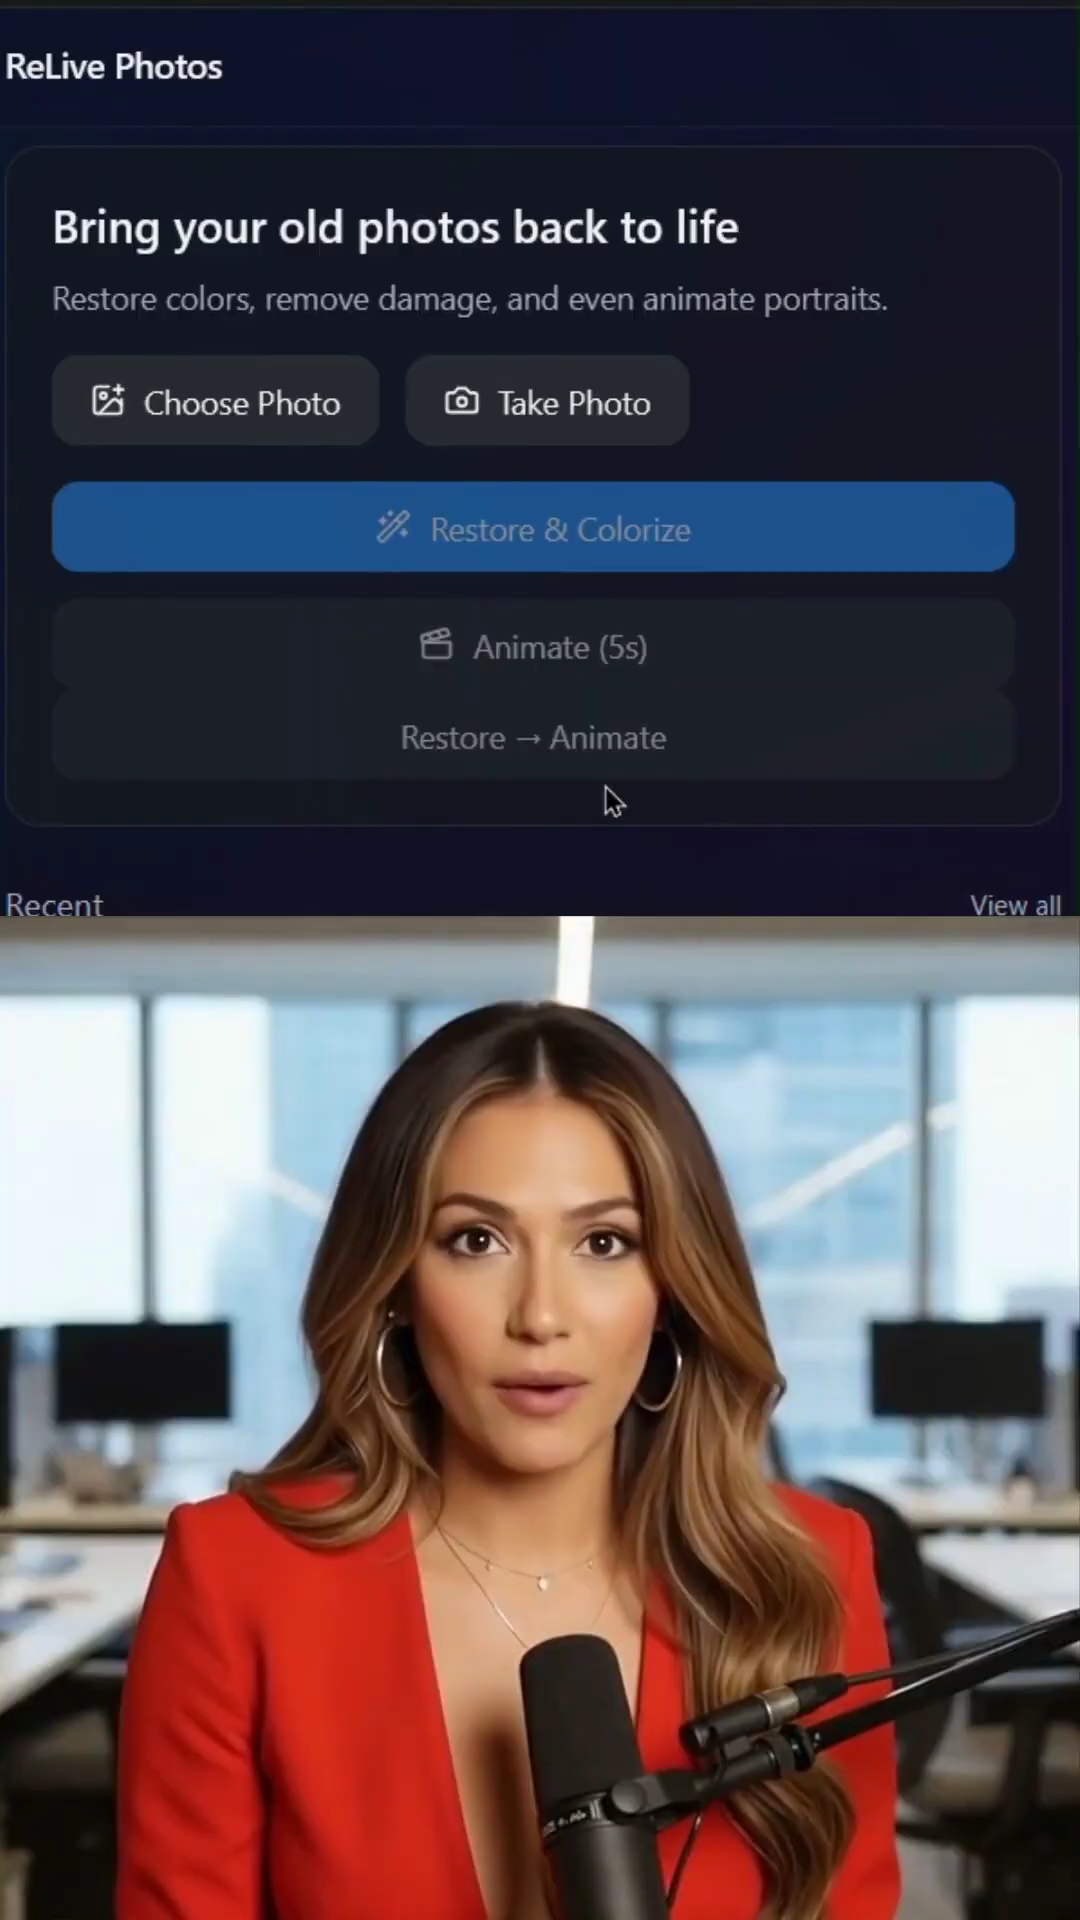 ReLive Photos
Bring your old photos back to life
Restore colors, remove damage, and even animate portraits.
Choose Photo
Take Photo
Restore & Colorize
Animate (5s)
Restore → Animate
Recent
View all